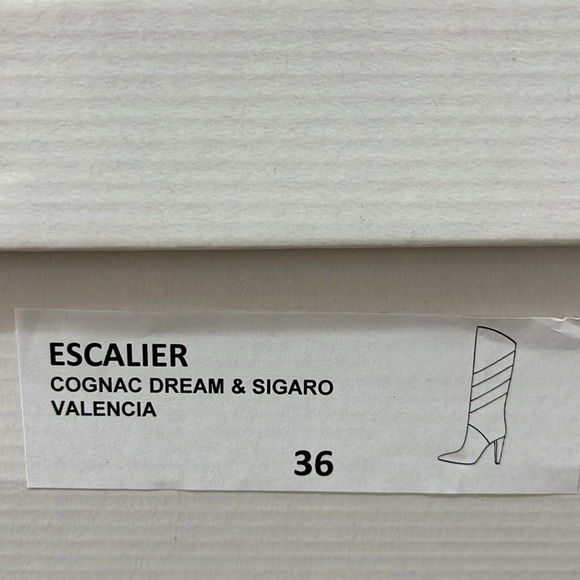 ESCALIER
COGNAC DREAM & SIGARO
VALENCIA
36